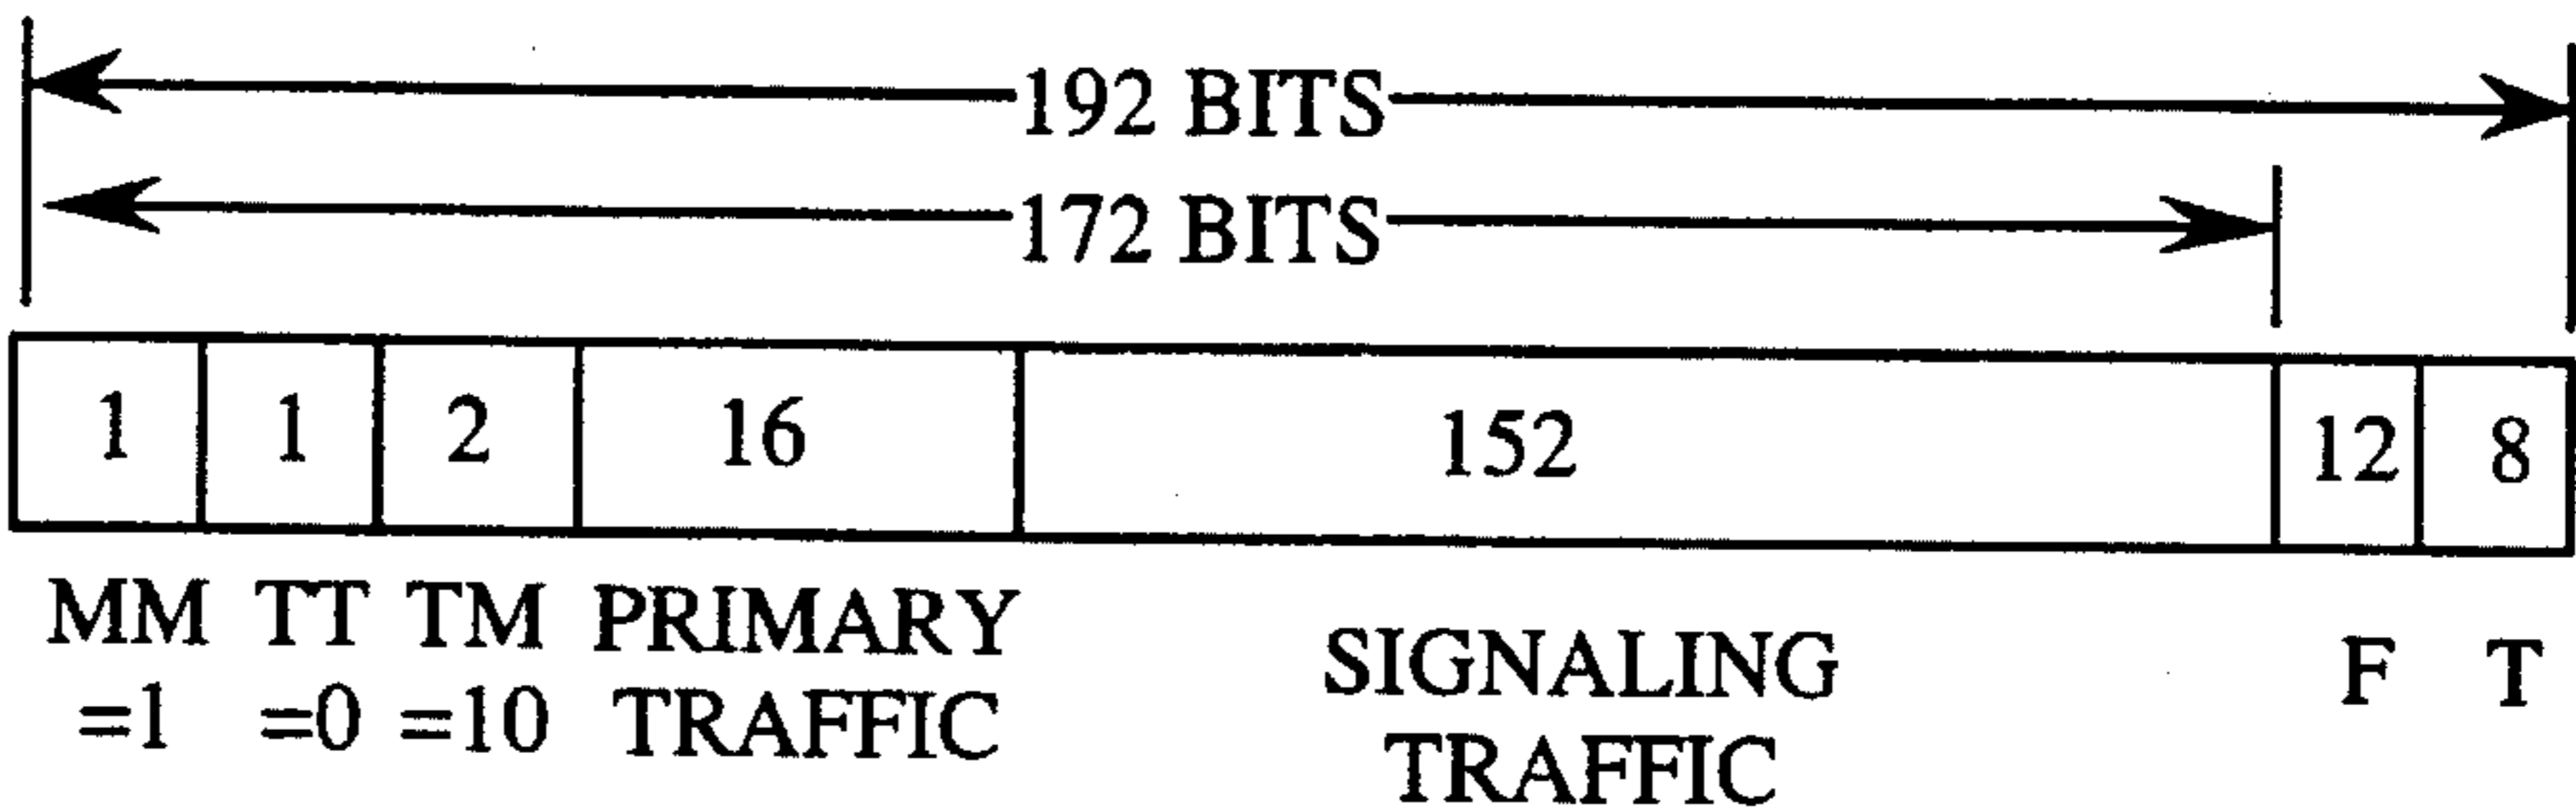 192 BITS
172 BITS
1 1 2 16 152 12 8
MM TT TM PRIMARY SIGNALING F T
=1 =0 =10 TRAFFIC TRAFFIC